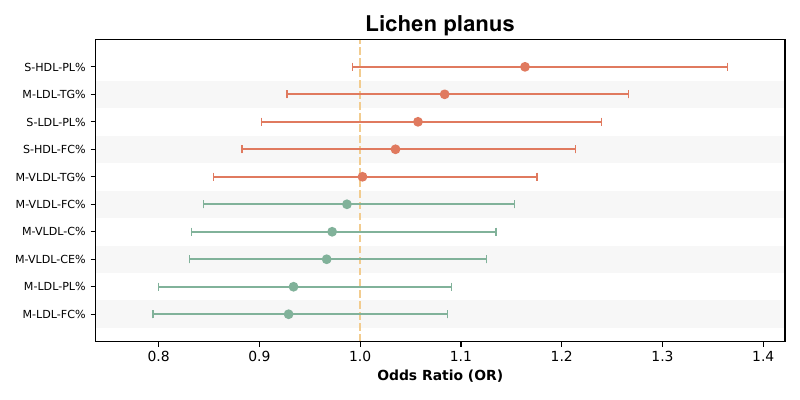 Lichen planus
S-HDL-PL%
M-LDL-TG%
S-LDL-PL%
S-HDL-FC%
M-VLDL-TG%
M-VLDL-FC%
M-VLDL-C%
M-VLDL-CE%
M-LDL-PL%
M-LDL-FC%
0.8 0.9 1.0 1.1 1.2 1.3 1.4
Odds Ratio (OR)